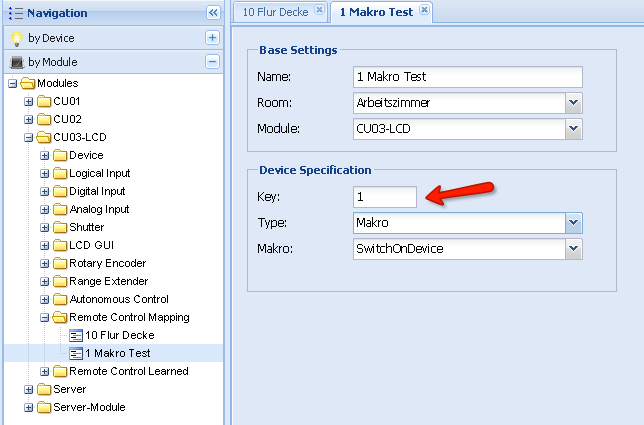 Navigation
by Device
by Module
Modules
CU01
CU02
CU03-LCD
Device
Logical Input
Digital Input
Analog Input
Shutter
LCD GUI
Rotary Encoder
Range Extender
Autonomous Control
Remote Control Mapping
10 Flur Decke
1 Makro Test
Remote Control Learned
Server
Server-Module
10 Flur Decke
1 Makro Test
Base Settings
Name: 1 Makro Test
Room: Arbeitszimmer
Module: CU03-LCD
Device Specification
Key: 1
Type: Makro
Makro: SwitchOnDevice